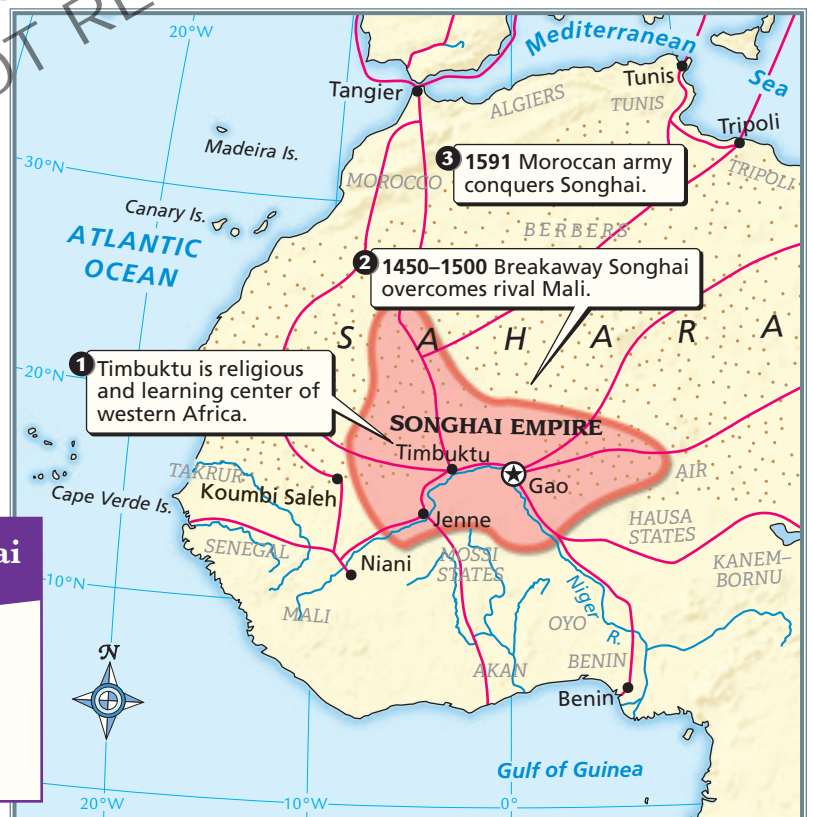 OT RE
20°W
Mediterranean
Sea
Tangier
ALGIERS
Tunis
TUNIS
Tripoli
TRIPOLI
Madeira Is.
30°N
MOROCCO
3 1591 Moroccan army
conquers Songhai.
Canary Is.
BERBERS
ATLANTIC
OCEAN
2 1450–1500 Breakaway Songhai
overcomes rival Mali.
S A H A R A
20°N
1 Timbuktu is religious
and learning center of
western Africa.
SONGHAI EMPIRE
Timbuktu
TAKRUR
Koumbi Saleh
Gao
AIR
Cape Verde Is.
Jenne
HAUSA
STATES
ai
SENEGAL
Niani
MOSSI
STATES
KANEM–
BORNU
10°N
MALI
Niger
R.
OYO
AKAN
BENIN
Benin
N
Gulf of Guinea
20°W
10°W
0°